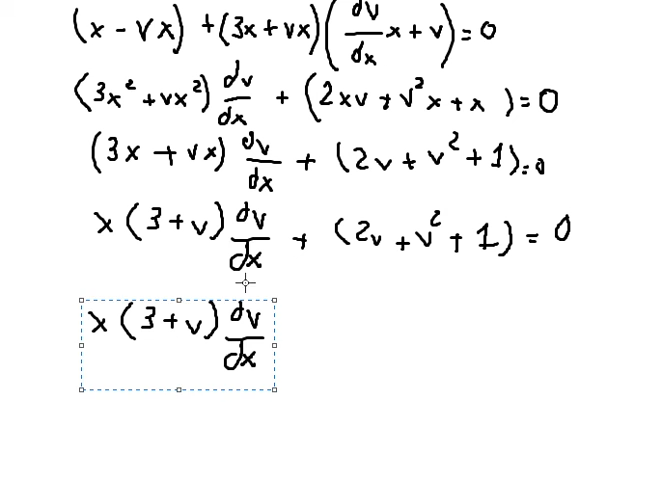 (x - vx) + (3x + vx)(dv/dx x + v) = 0
(3x² + vx²) dv/dx + (2xv + v²x + x) = 0
(3x + vx) dv/dx + (2v + v² + 1) = 0
x(3 + v) dv/dx + (2v + v² + 1) = 0
x(3 + v) dv/dx